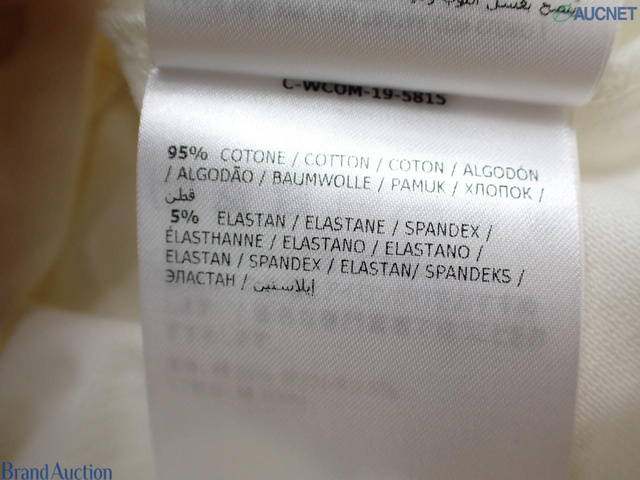 AUCNET
C-WCOM-19-5815
95% COTONE / COTTON / COTON / ALGODÓN
/ ALGODÃO / BAUMWOLLE / PAMUK / ХЛОПОК /
قطن
5% ELASTAN / ELASTANE / SPANDEX /
ÉLASTHANNE / ELASTANO / ELASTANO /
ELASTAN / SPANDEX / ELASTAN/ SPANDEKS /
ЭЛАСТАН / إيلاستين
Brand Auction